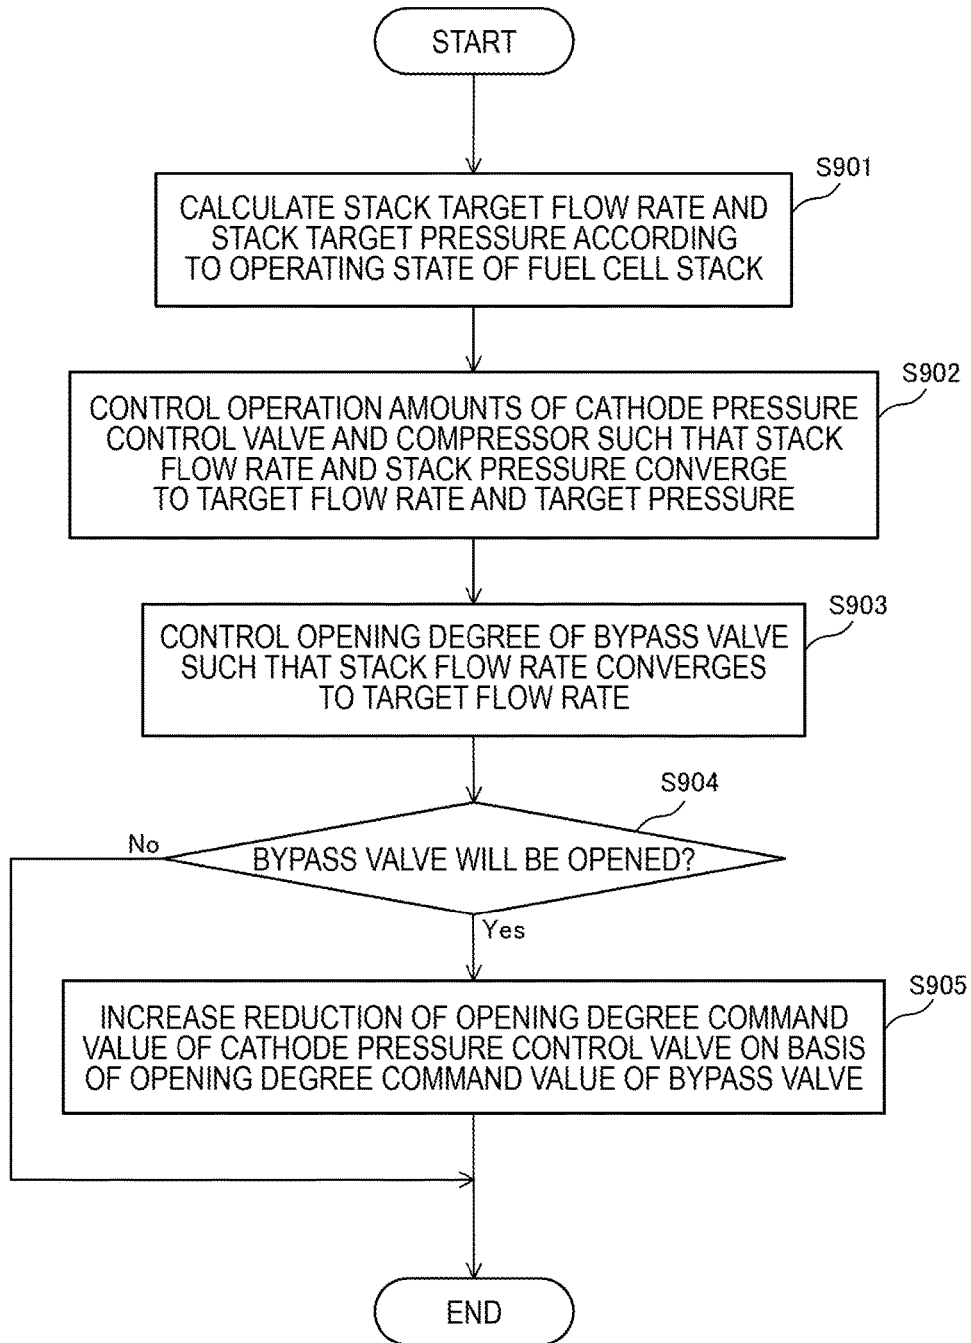 START
S901
CALCULATE STACK TARGET FLOW RATE AND
STACK TARGET PRESSURE ACCORDING
TO OPERATING STATE OF FUEL CELL STACK
S902
CONTROL OPERATION AMOUNTS OF CATHODE PRESSURE
CONTROL VALVE AND COMPRESSOR SUCH THAT STACK
FLOW RATE AND STACK PRESSURE CONVERGE
TO TARGET FLOW RATE AND TARGET PRESSURE
S903
CONTROL OPENING DEGREE OF BYPASS VALVE
SUCH THAT STACK FLOW RATE CONVERGES
TO TARGET FLOW RATE
S904
No
BYPASS VALVE WILL BE OPENED?
Yes
S905
INCREASE REDUCTION OF OPENING DEGREE COMMAND
VALUE OF CATHODE PRESSURE CONTROL VALVE ON BASIS
OF OPENING DEGREE COMMAND VALUE OF BYPASS VALVE
END